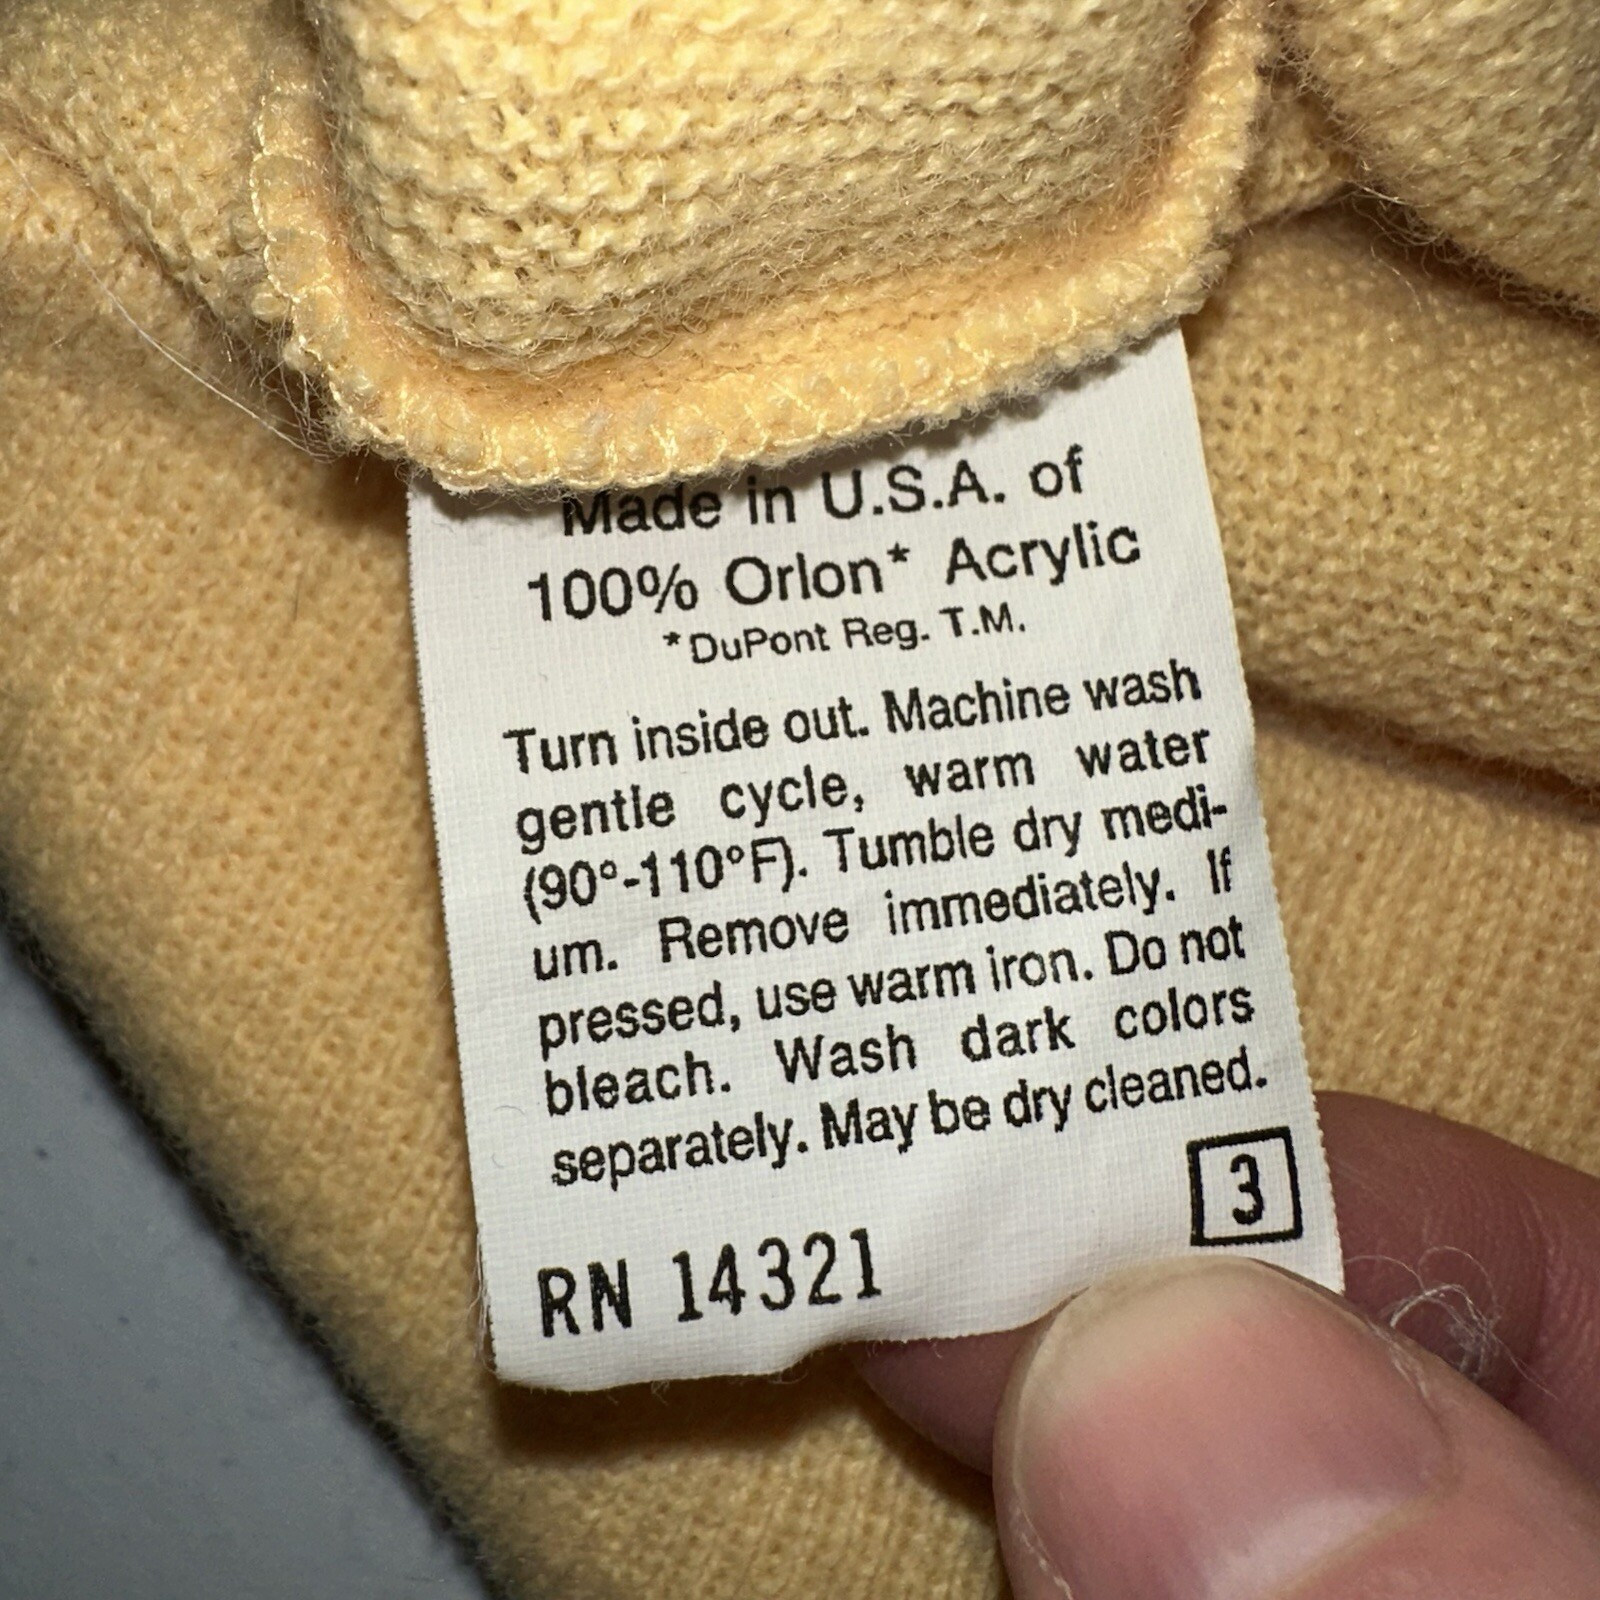 Made in U.S.A. of
100% Orlon* Acrylic
*DuPont Reg. T.M.
Turn inside out. Machine wash
gentle cycle, warm water
(90°-110°F). Tumble dry medi-
um. Remove immediately. If
pressed, use warm iron. Do not
bleach. Wash dark colors
separately. May be dry cleaned.
3
RN 14321